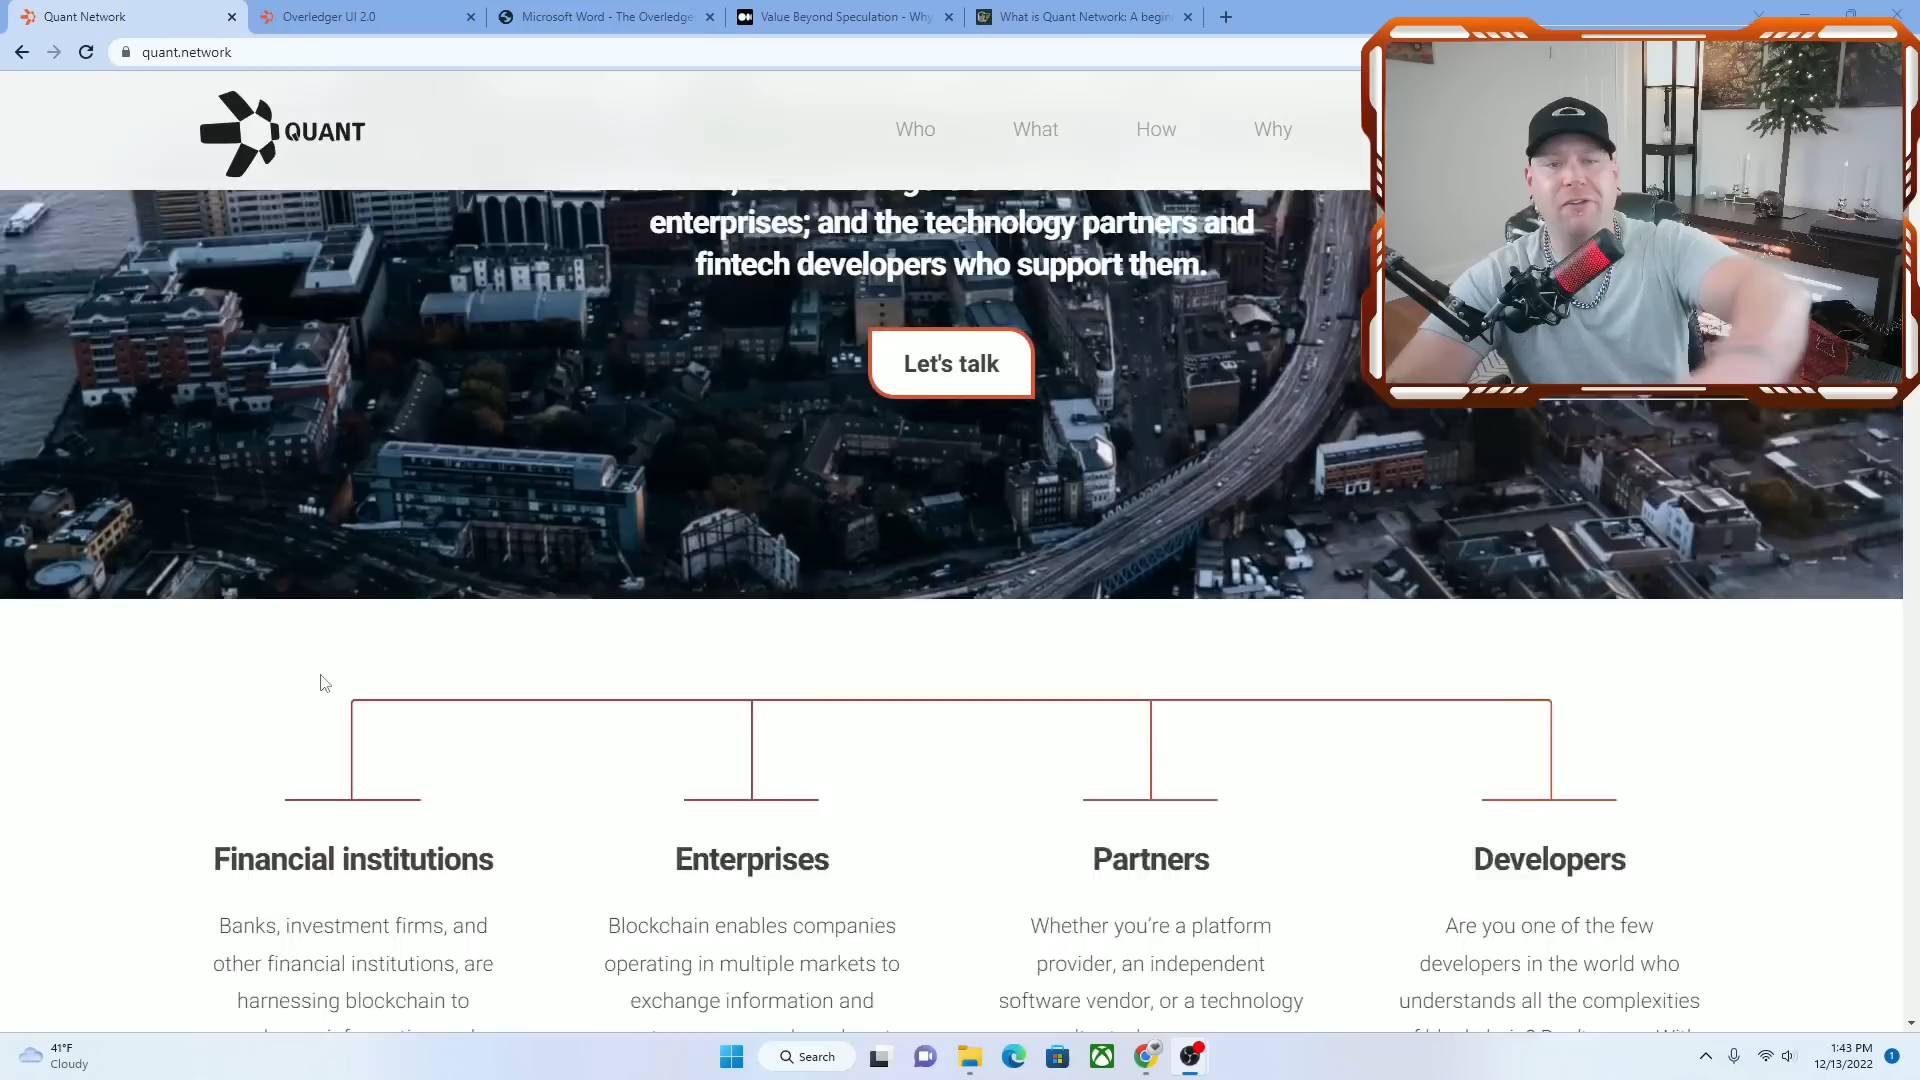 Quant Network
Overledger UI 2.0
Microsoft Word - The Overledge
Value Beyond Speculation - Why
What is Quant Network: A begin
quant.network
QUANT
Who
What
How
Why
enterprises; and the technology partners and
fintech developers who support them.
Let's talk
Financial institutions
Banks, investment firms, and
other financial institutions, are
harnessing blockchain to
Enterprises
Blockchain enables companies
operating in multiple markets to
exchange information and
Partners
Whether you’re a platform
provider, an independent
software vendor, or a technology
Developers
Are you one of the few
developers in the world who
understands all the complexities
41°F
Cloudy
Search
1:43 PM
12/13/2022
1